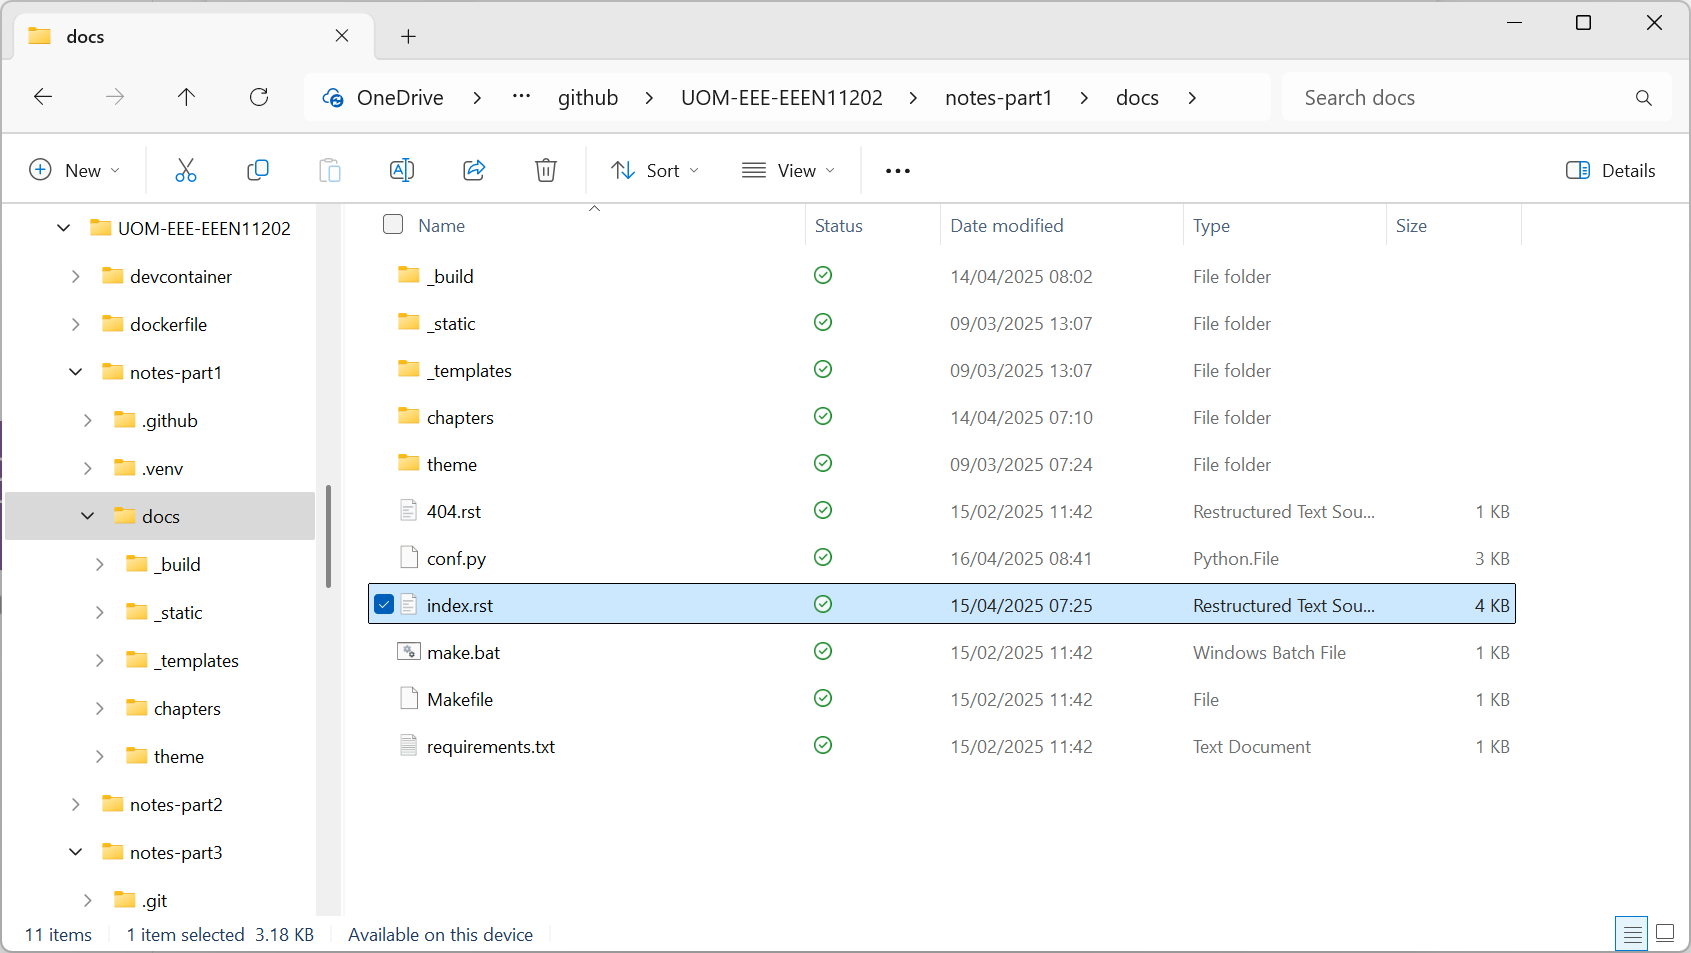 docs
OneDrive github UOM-EEE-EEEN11202 notes-part1 docs Search docs
New Sort View Details
Name Status Date modified Type Size
UOM-EEE-EEEN11202
devcontainer
dockerfile
notes-part1
.github
.venv
docs
_build
_static
_templates
chapters
theme
notes-part2
notes-part3
.git
_build 14/04/2025 08:02 File folder
_static 09/03/2025 13:07 File folder
_templates 09/03/2025 13:07 File folder
chapters 14/04/2025 07:10 File folder
theme 09/03/2025 07:24 File folder
404.rst 15/02/2025 11:42 Restructured Text Sou... 1 KB
conf.py 16/04/2025 08:41 Python.File 3 KB
index.rst 15/04/2025 07:25 Restructured Text Sou... 4 KB
make.bat 15/02/2025 11:42 Windows Batch File 1 KB
Makefile 15/02/2025 11:42 File 1 KB
requirements.txt 15/02/2025 11:42 Text Document 1 KB
11 items 1 item selected 3.18 KB Available on this device